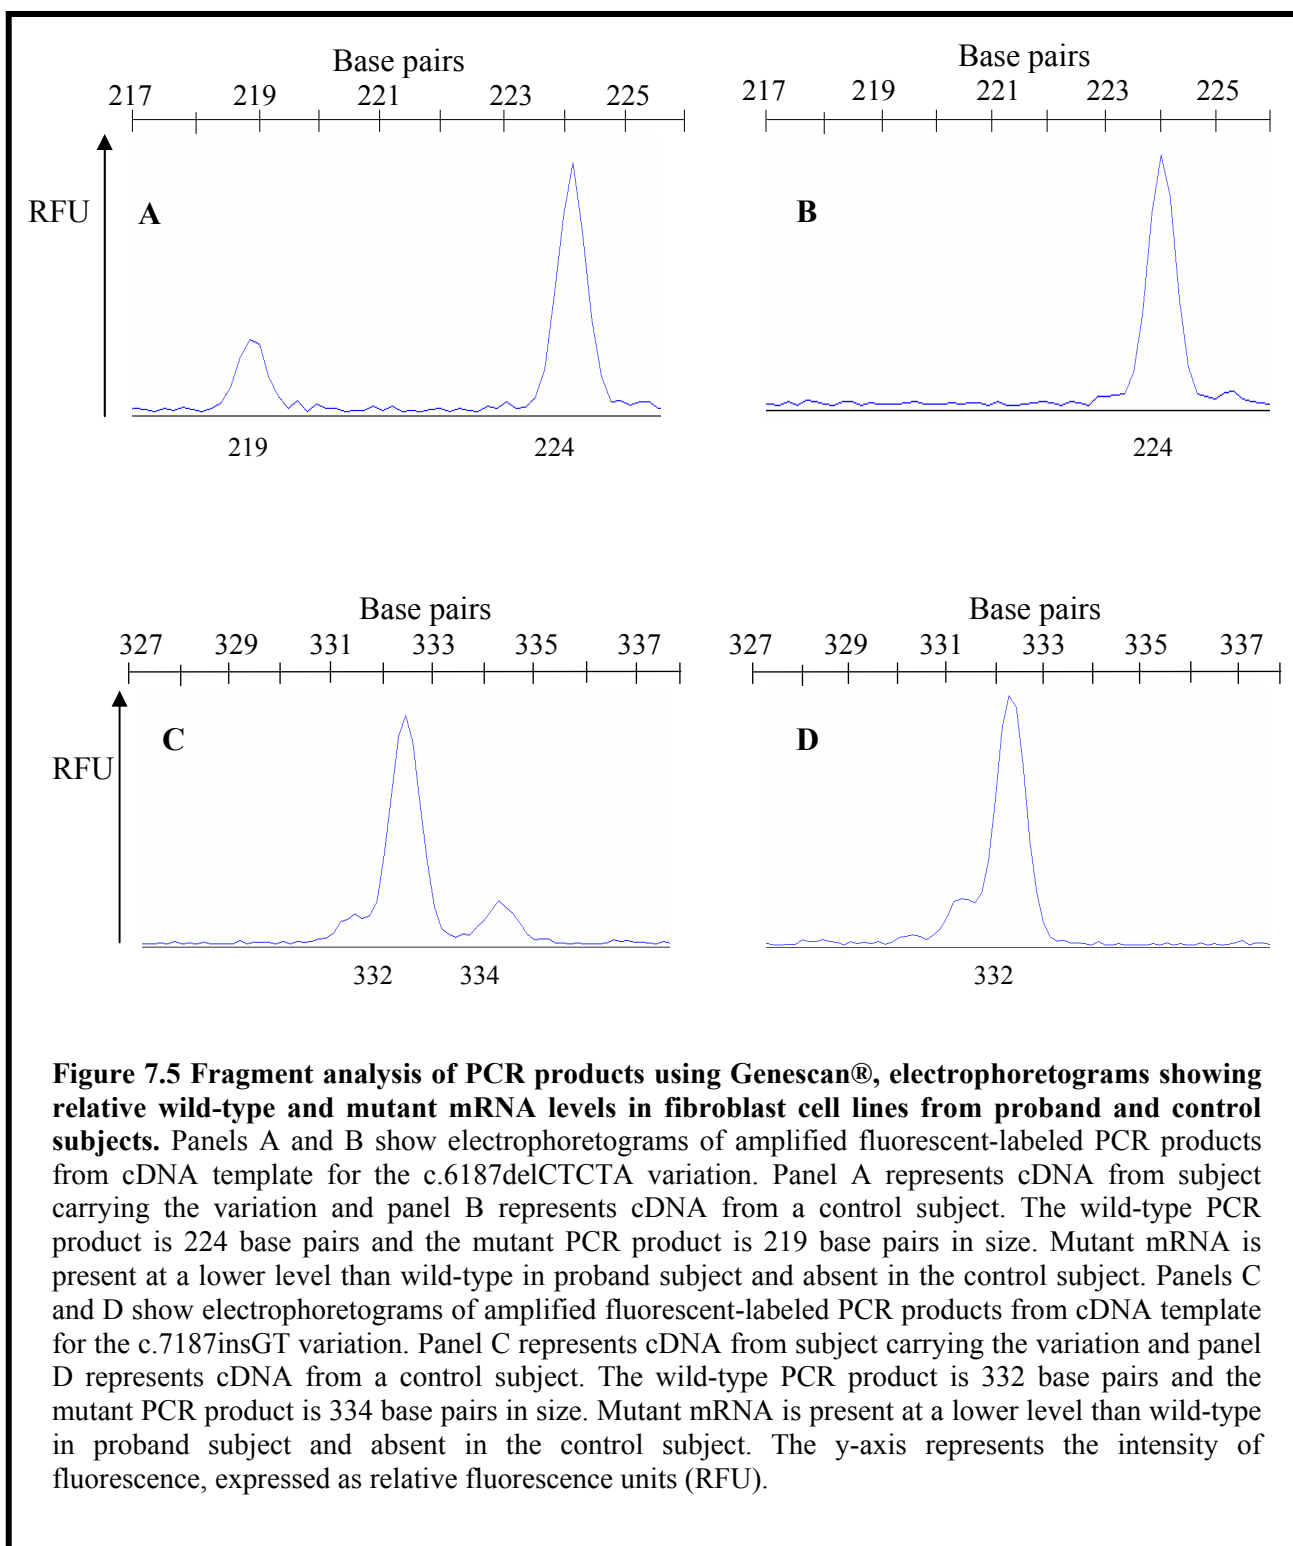 Base pairs
217 219 221 223 225
RFU
A
219 224
Base pairs
217 219 221 223 225
B
224
Base pairs
327 329 331 333 335 337
RFU
C
332 334
Base pairs
327 329 331 333 335 337
D
332
Figure 7.5 Fragment analysis of PCR products using Genescan®, electrophoretograms showing
relative wild-type and mutant mRNA levels in fibroblast cell lines from proband and control
subjects. Panels A and B show electrophoretograms of amplified fluorescent-labeled PCR products
from cDNA template for the c.6187delCTCTA variation. Panel A represents cDNA from subject
carrying the variation and panel B represents cDNA from a control subject. The wild-type PCR
product is 224 base pairs and the mutant PCR product is 219 base pairs in size. Mutant mRNA is
present at a lower level than wild-type in proband subject and absent in the control subject. Panels C
and D show electrophoretograms of amplified fluorescent-labeled PCR products from cDNA template
for the c.7187insGT variation. Panel C represents cDNA from subject carrying the variation and panel
D represents cDNA from a control subject. The wild-type PCR product is 332 base pairs and the
mutant PCR product is 334 base pairs in size. Mutant mRNA is present at a lower level than wild-type
in proband subject and absent in the control subject. The y-axis represents the intensity of
fluorescence, expressed as relative fluorescence units (RFU).